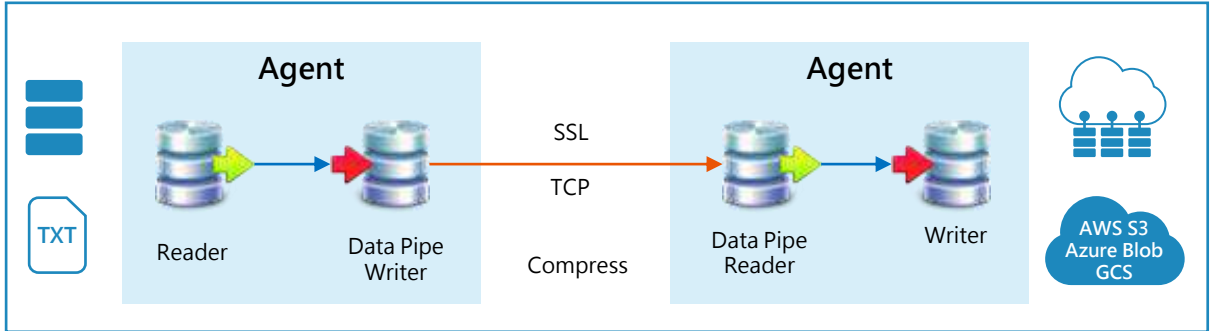 Agent
Agent
SSL
TCP
Compress
TXT
Reader
Data Pipe
Writer
Data Pipe
Reader
Writer
AWS S3
Azure Blob
GCS